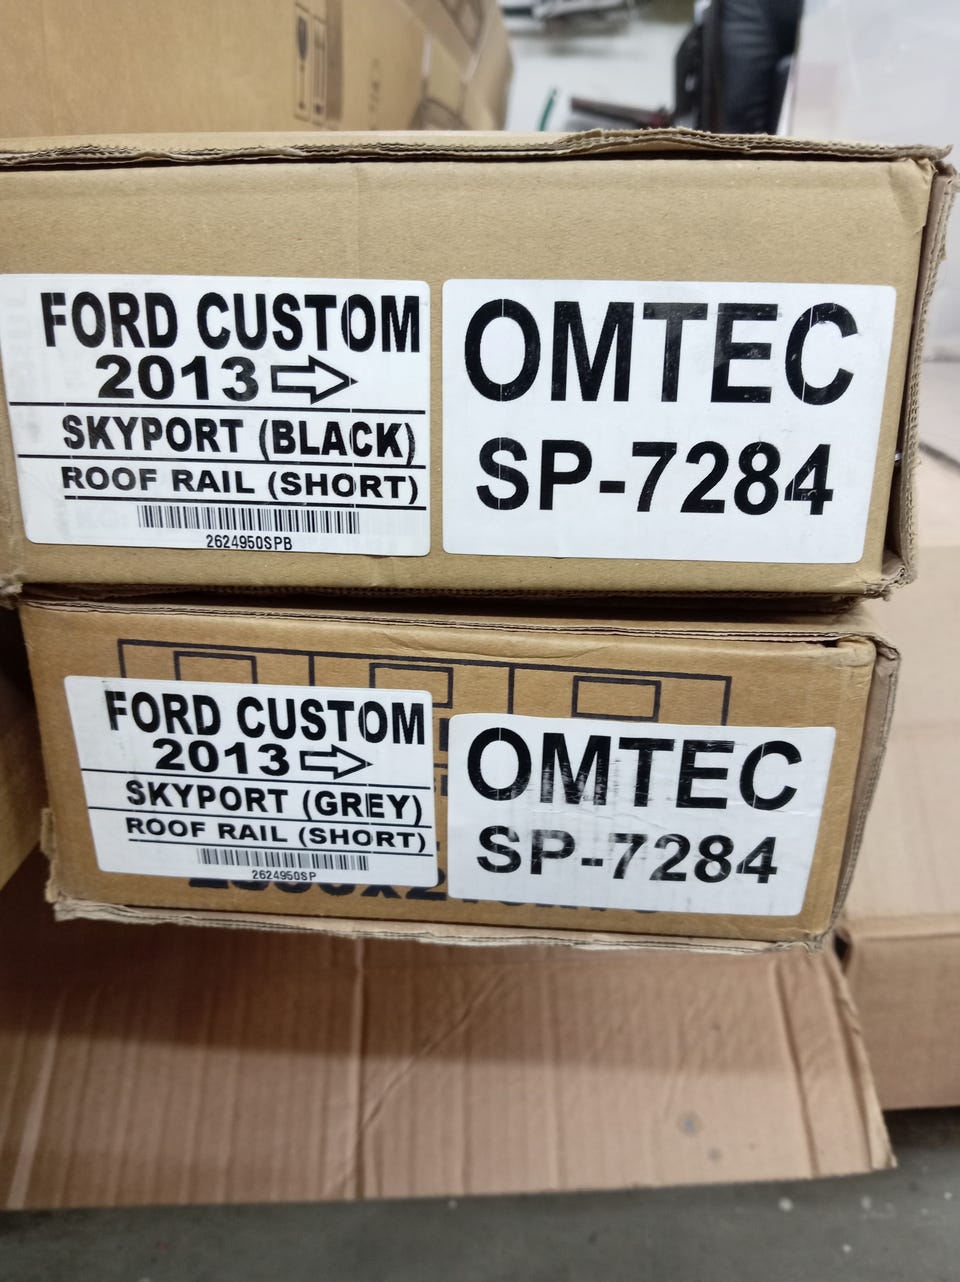 FORD CUSTOM
2013
SKYPORT (BLACK)
ROOF RAIL (SHORT)
2624950SPB
OMTEC
SP-7284
FORD CUSTOM
2013
SKYPORT (GREY)
ROOF RAIL (SHORT)
2624950SP
OMTEC
SP-7284